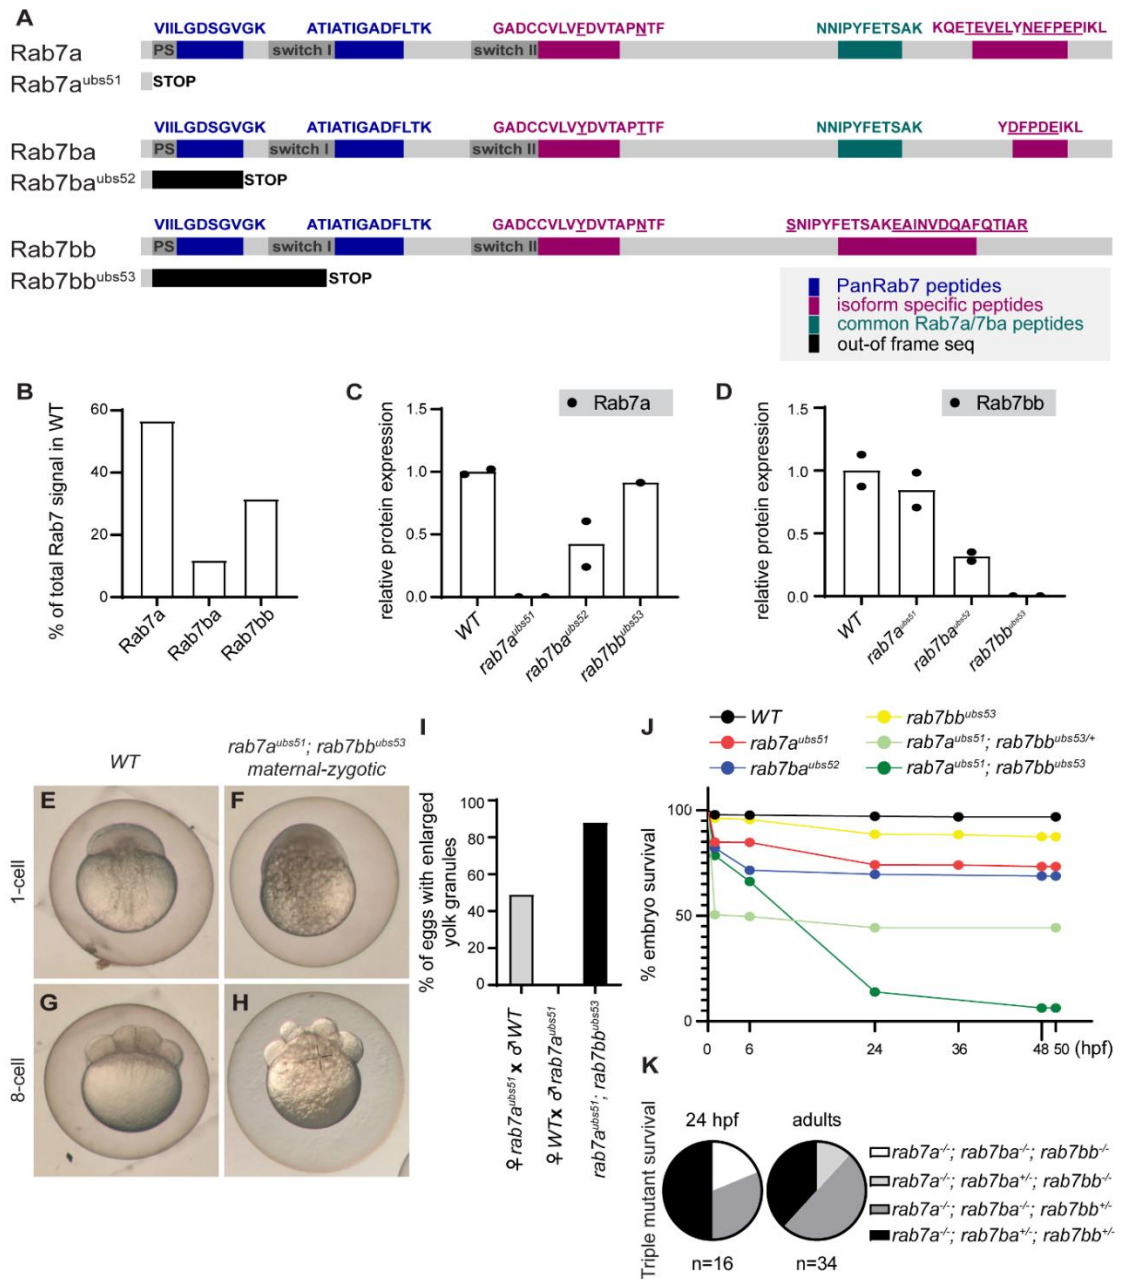 A
VIILGDSGVGK ATIATIGADFLTK GADCCVLVFDVTAPNTF NNIPYFETSAK KQETEVELYNEFPEPIKL
Rab7a PS switch I switch II
Rab7a^ubs51 STOP
VIILGDSGVGK ATIATIGADFLTK GADCCVLVYDVTAPTTF NNIPYFETSAK YDFPDEIKL
Rab7ba PS switch I switch II
Rab7ba^ubs52 STOP
VIILGDSGVGK ATIATIGADFLTK GADCCVLVYDVTAPNTF SNIPYFETSAKEAINVDQAFQTIAR
Rab7bb PS switch I switch II
Rab7bb^ubs53 STOP
PanRab7 peptides
isoform specific peptides
common Rab7a/7ba peptides
out-of frame seq
B
% of total Rab7 signal in WT
60
40
20
0
Rab7a Rab7ba Rab7bb
C
Rab7a
relative protein expression
1.5
1.0
0.5
0.0
WT rab7a^ubs51 rab7ba^ubs52 rab7bb^ubs53
D
Rab7bb
relative protein expression
1.5
1.0
0.5
0.0
WT rab7a^ubs51 rab7ba^ubs52 rab7bb^ubs53
WT
rab7a^ubs51; rab7bb^ubs53
maternal-zygotic
E F
1-cell
G H
8-cell
I
% of eggs with enlarged
yolk granules
100
80
60
40
20
0
♀rab7a^ubs51 x ♂WT
♀WTx ♂rab7a^ubs51
rab7a^ubs51; rab7bb^ubs53
J
WT
rab7a^ubs51
rab7ba^ubs52
rab7bb^ubs53
rab7a^ubs51; rab7bb^ubs53/+
rab7a^ubs51; rab7bb^ubs53
% embryo survival
100
50
0
0 6 24 36 48 50 (hpf)
K
Triple mutant survival
24 hpf adults
n=16 n=34
rab7a-/-; rab7ba-/-; rab7bb-/-
rab7a-/-; rab7ba+/-; rab7bb-/-
rab7a-/-; rab7ba-/-; rab7bb+/-
rab7a-/-; rab7ba+/-; rab7bb+/-